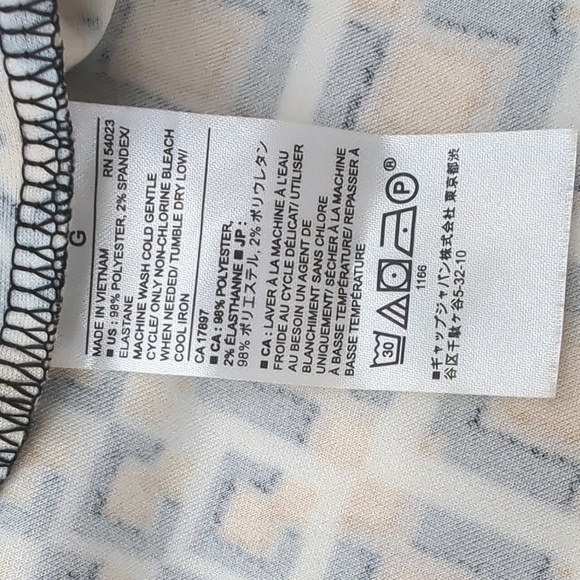 G
MADE IN VIETNAM RN 54023
■ US : 98% POLYESTER, 2% SPANDEX/
ELASTANE
MACHINE WASH COLD GENTLE
CYCLE/ ONLY NON-CHLORINE BLEACH
WHEN NEEDED/ TUMBLE DRY LOW/
COOL IRON
CA 17897
■ CA : 98% POLYESTER,
2% ÉLASTHANNE ■ JP :
98% ポリエステル, 2% ポリウレタン
■ CA : LAVER À LA MACHINE À L'EAU
FROIDE AU CYCLE DÉLICAT/ UTILISER
AU BESOIN UN AGENT DE
BLANCHIMENT SANS CHLORE
UNIQUEMENT/ SÉCHER À LA MACHINE
À BASSE TEMPÉRATURE/ REPASSER À
BASSE TEMPÉRATURE
30 P ®
1166
■ギャップジャパン株式会社 東京都渋
谷区千駄ヶ谷5-32-10